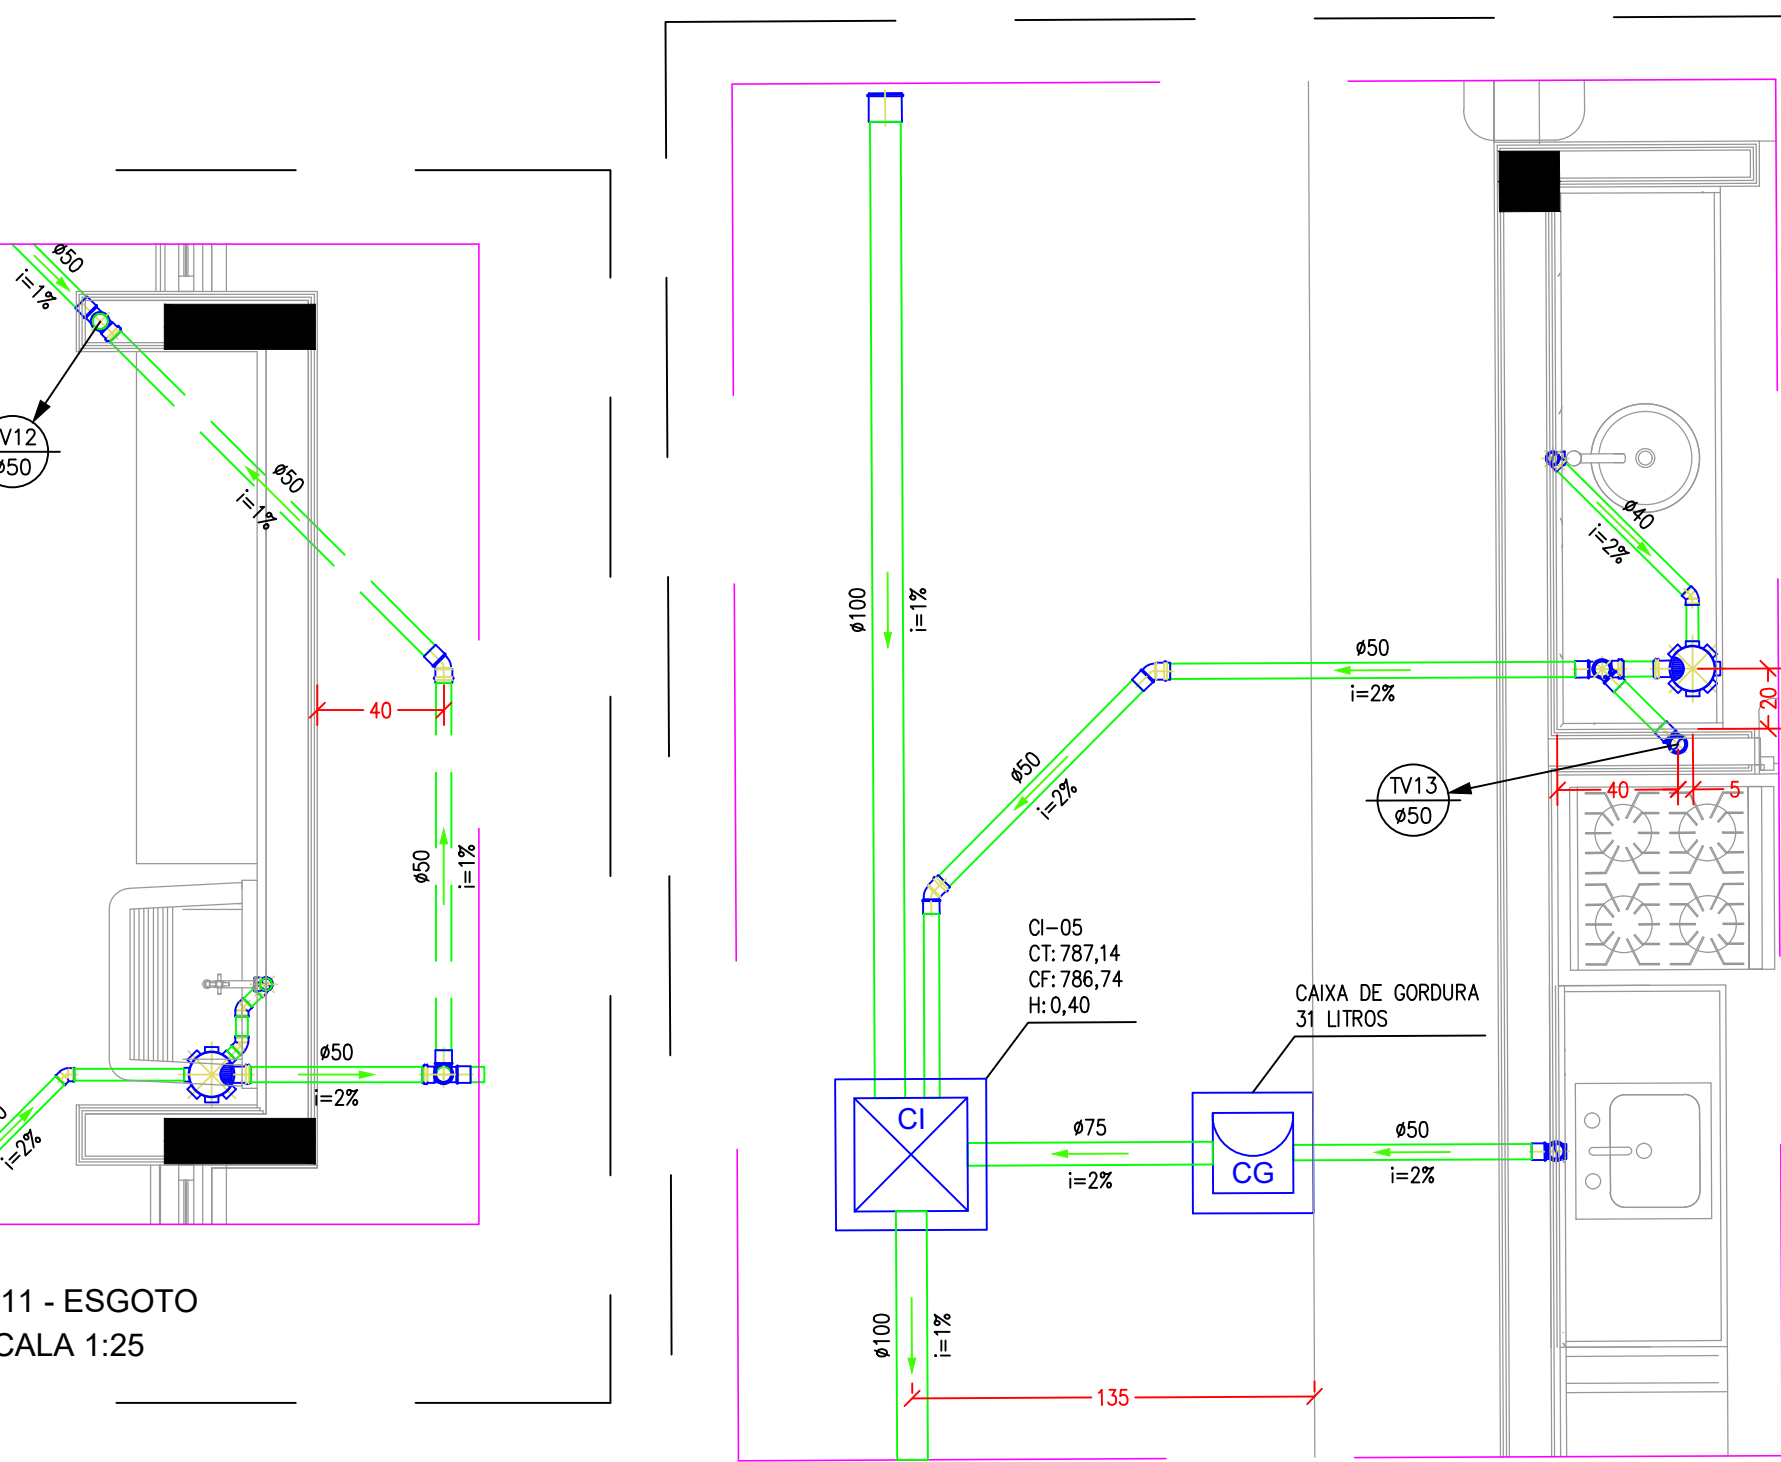 ø50
i=1%
V12
ø50
ø50
i=1%
40
ø50
i=1%
ø50
i=2%
i=2%
11 - ESGOTO
CALA 1:25
ø100
i=1%
ø50
i=2%
ø50
i=2%
ø40
i=2%
20
40
5
TV13
ø50
CI-05
CT: 787,14
CF: 786,74
H: 0,40
CAIXA DE GORDURA
31 LITROS
CI
ø75
i=2%
CG
ø50
i=2%
ø100
i=1%
135